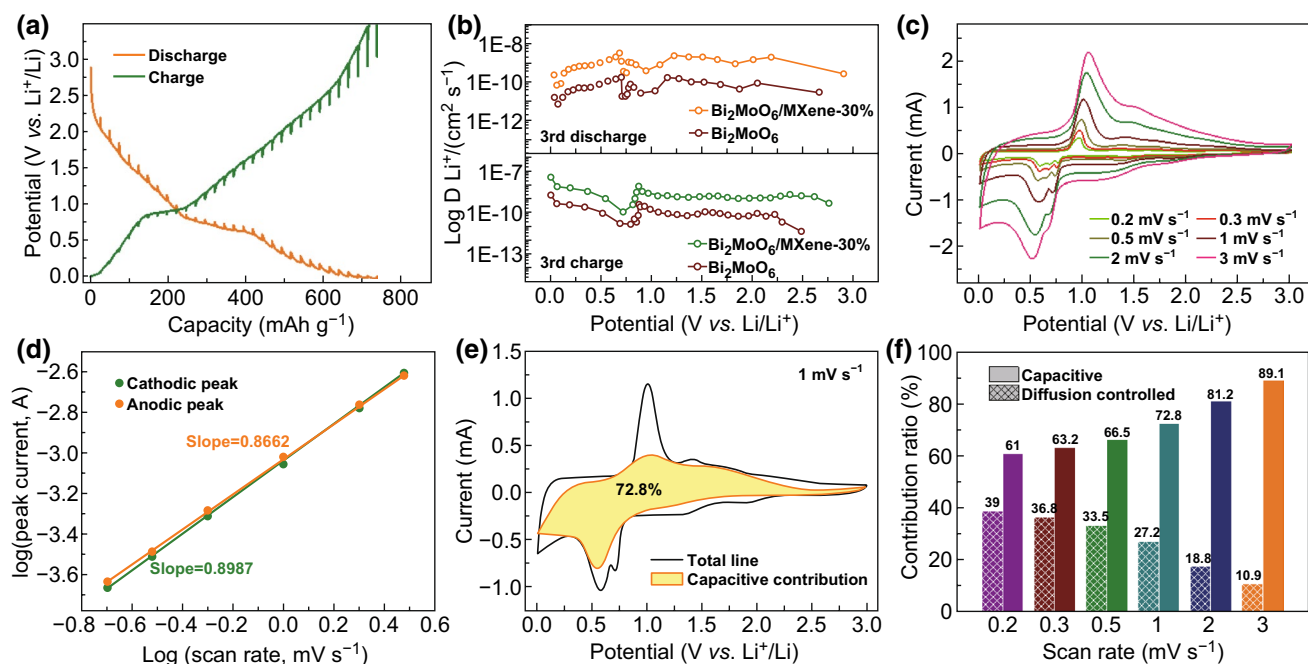 (a)
Discharge
Charge
Potential (V vs. Li⁺/Li)
3.0
2.5
2.0
1.5
1.0
0.5
0.0
0 200 400 600 800
Capacity (mAh g⁻¹)
(b)
Log D Li⁺/(cm² s⁻¹)
1E-8
1E-10
1E-12
1E-14
Bi₂MoO₆/MXene-30%
Bi₂MoO₆
3rd discharge
1E-7
1E-10
1E-13
Bi₂MoO₆/MXene-30%
Bi₂MoO₆
3rd charge
0.0 0.5 1.0 1.5 2.0 2.5 3.0
Potential (V vs. Li/Li⁺)
(c)
Current (mA)
2
1
0
−1
−2
0.2 mV s⁻¹ 0.3 mV s⁻¹
0.5 mV s⁻¹ 1 mV s⁻¹
2 mV s⁻¹ 3 mV s⁻¹
0.0 0.5 1.0 1.5 2.0 2.5 3.0
Potential (V vs. Li/Li⁺)
(d)
log(peak current, A)
−2.6
−2.8
−3.0
−3.2
−3.4
−3.6
Cathodic peak
Anodic peak
Slope=0.8662
Slope=0.8987
−0.8 −0.6 −0.4 −0.2 0.0 0.2 0.4 0.6
Log (scan rate, mV s⁻¹)
(e)
Current (mA)
1.5
1.0
0.5
0.0
−0.5
−1.0
1 mV s⁻¹
72.8%
Total line
Capacitive contribution
0.0 0.5 1.0 1.5 2.0 2.5 3.0
Potential (V vs. Li⁺/Li)
(f)
Contribution ratio (%)
100
80
60
40
20
0
Capacitive
Diffusion controlled
39 61
36.8 63.2
33.5 66.5
27.2 72.8
18.8 81.2
10.9 89.1
0.2 0.3 0.5 1 2 3
Scan rate (mV s⁻¹)